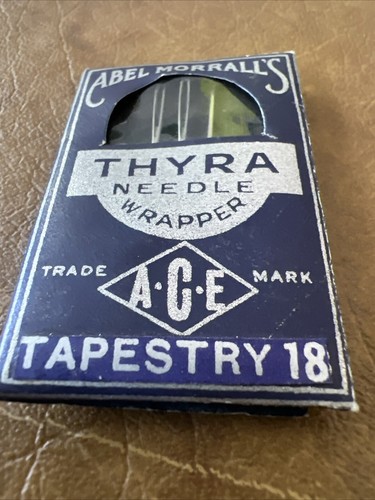 ABEL MORRALL'S
THYRA
NEEDLE
WRAPPER
TRADE A·C·E MARK
TAPESTRY 18